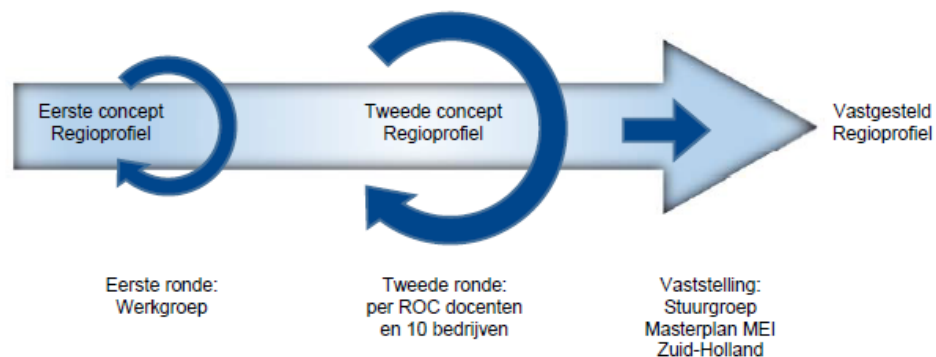 Eerste concept
Regioprofiel
Tweede concept
Regioprofiel
Vastgesteld
Regioprofiel
Eerste ronde:
Werkgroep
Tweede ronde:
per ROC docenten
en 10 bedrijven
Vaststelling:
Stuurgroep
Masterplan MEI
Zuid-Holland